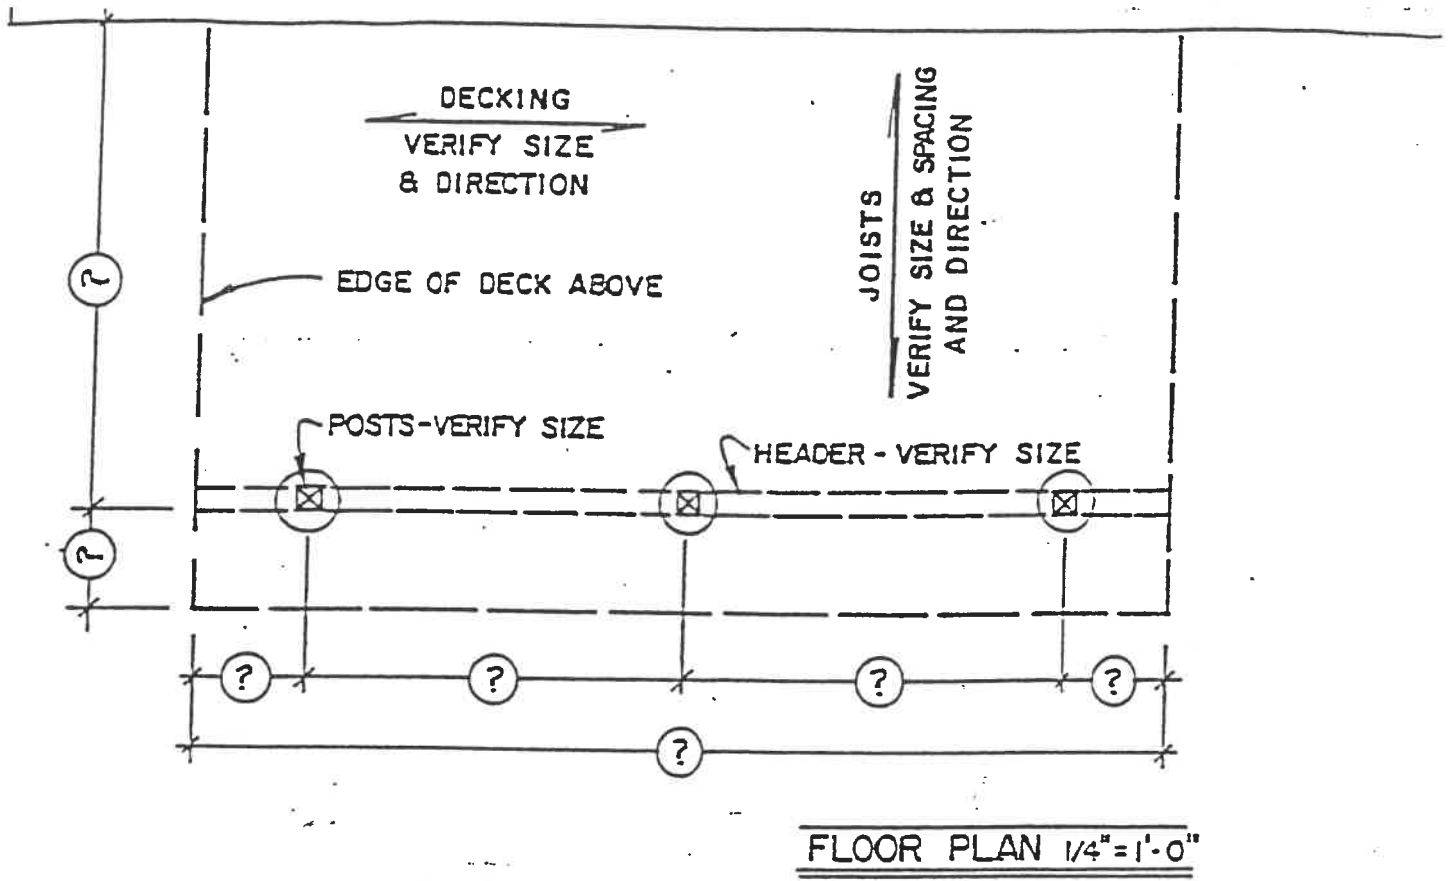 DECKING
VERIFY SIZE
& DIRECTION
JOISTS
VERIFY SIZE & SPACING
AND DIRECTION
?
EDGE OF DECK ABOVE
POSTS-VERIFY SIZE
HEADER - VERIFY SIZE
?
? ? ? ?
?
FLOOR PLAN 1/4"=1'-0"